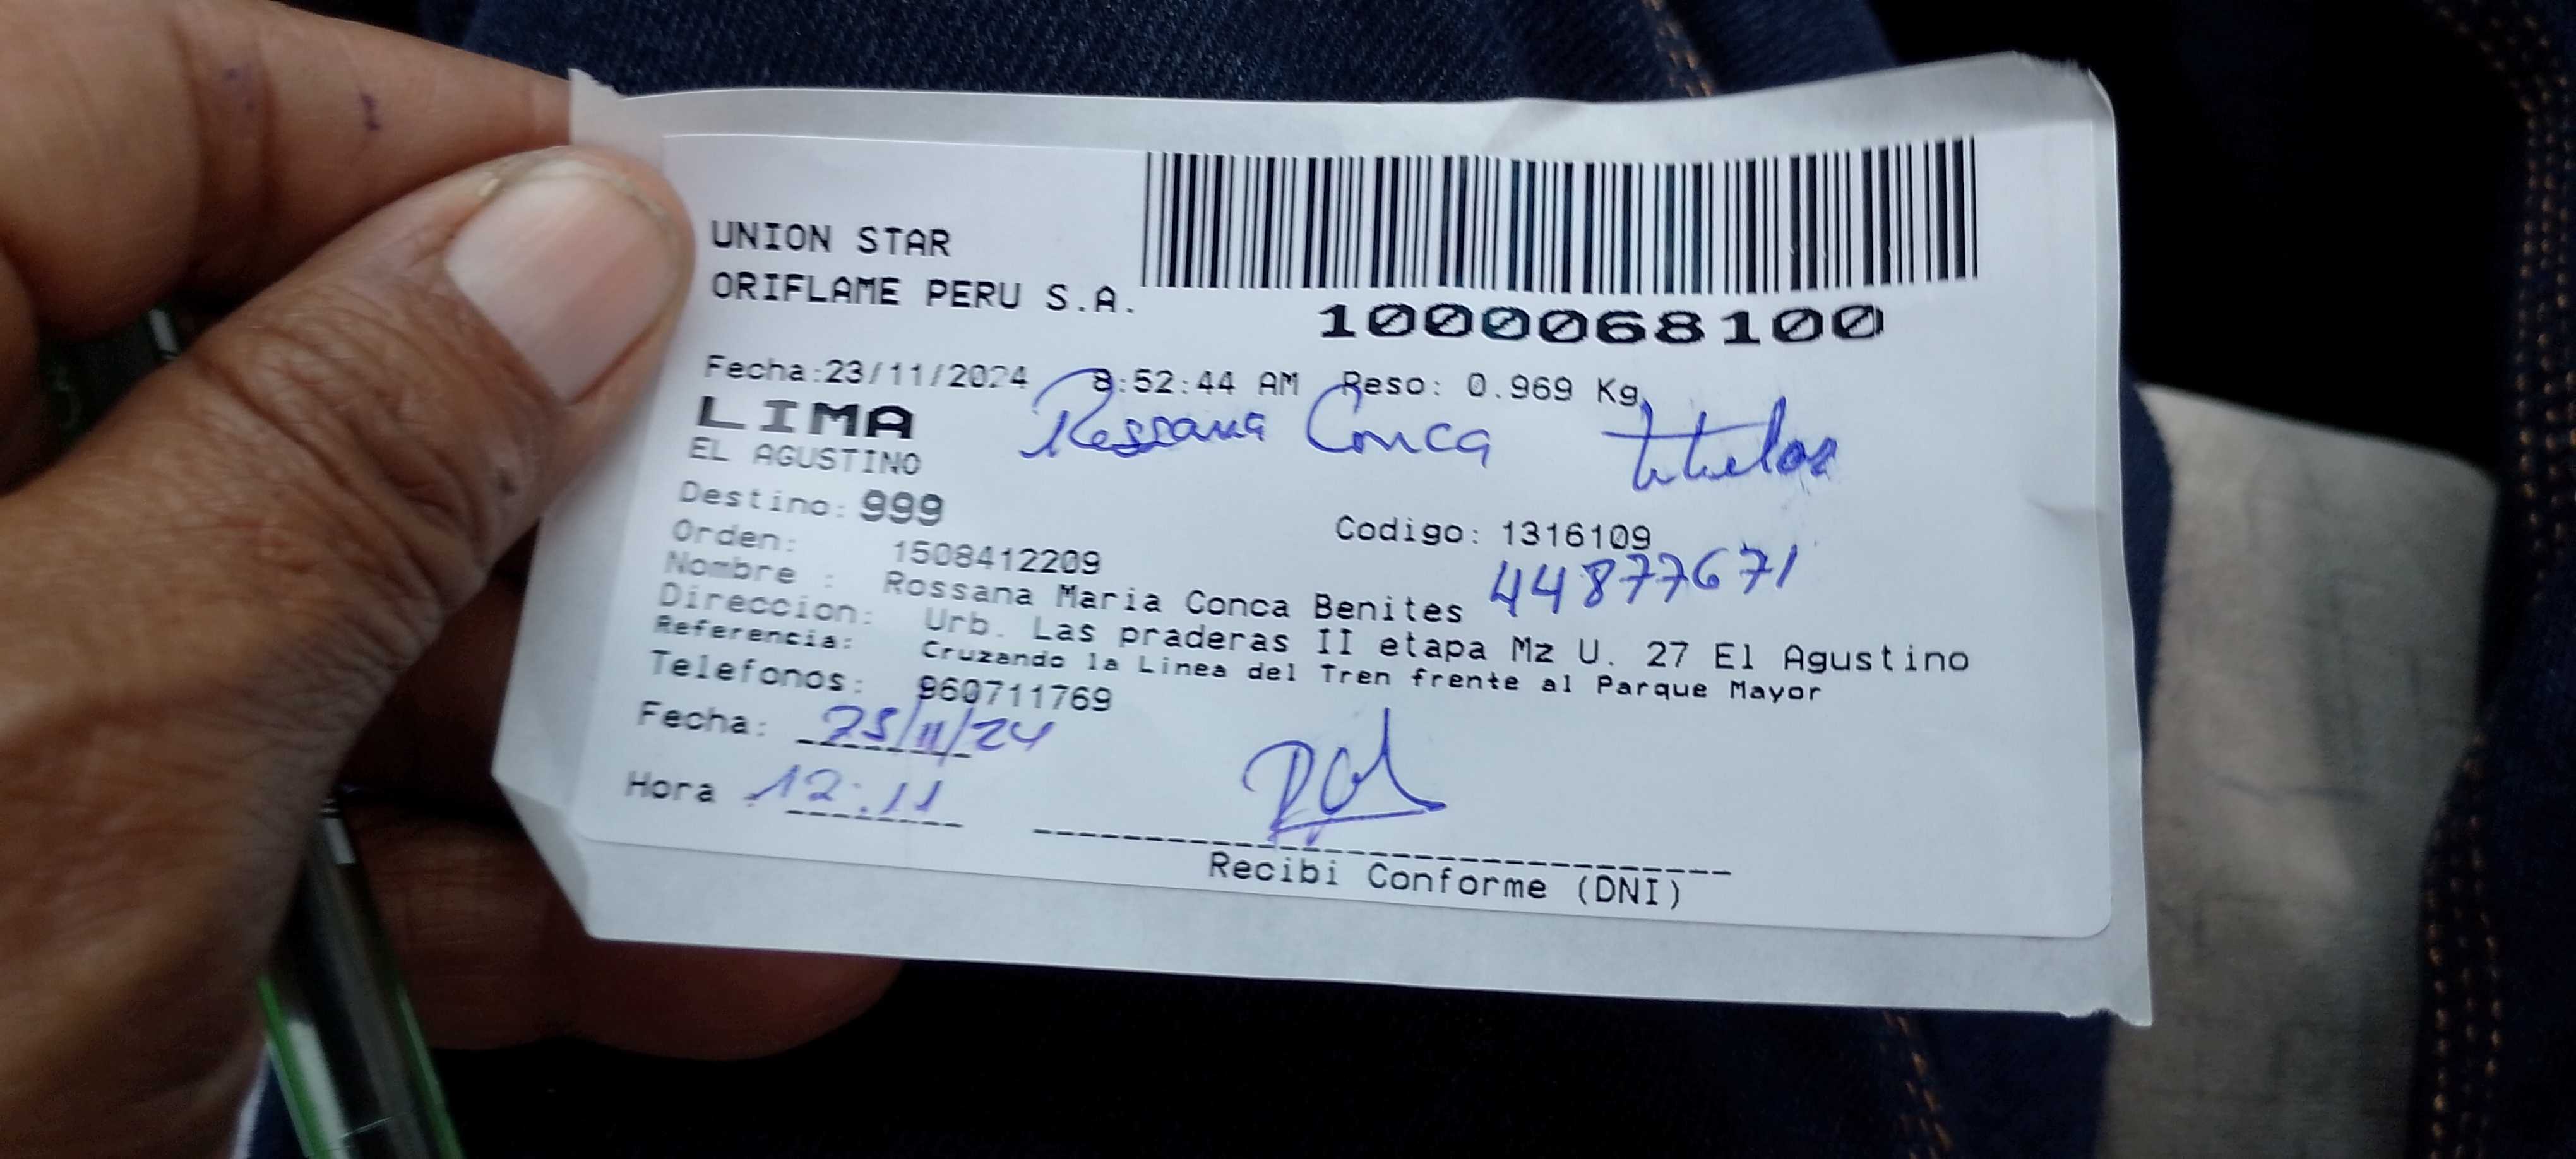 UNION STAR
ORIFLAME PERU S.A.
1000068100
Fecha:23/11/2024 8:52:44 AM Peso: 0.969 Kg
LIMA
Rossana Conca titular
EL AGUSTINO
Destino: 999
Codigo: 1316109
Orden: 1508412209
44877671
Nombre : Rossana Maria Conca Benites
Direccion: Urb. Las praderas II etapa Mz U. 27 El Agustino
Referencia: Cruzando la Linea del Tren frente al Parque Mayor
Telefonos: 960711769
Fecha: 25/11/24
Hora : 12:11
Recibi Conforme (DNI)